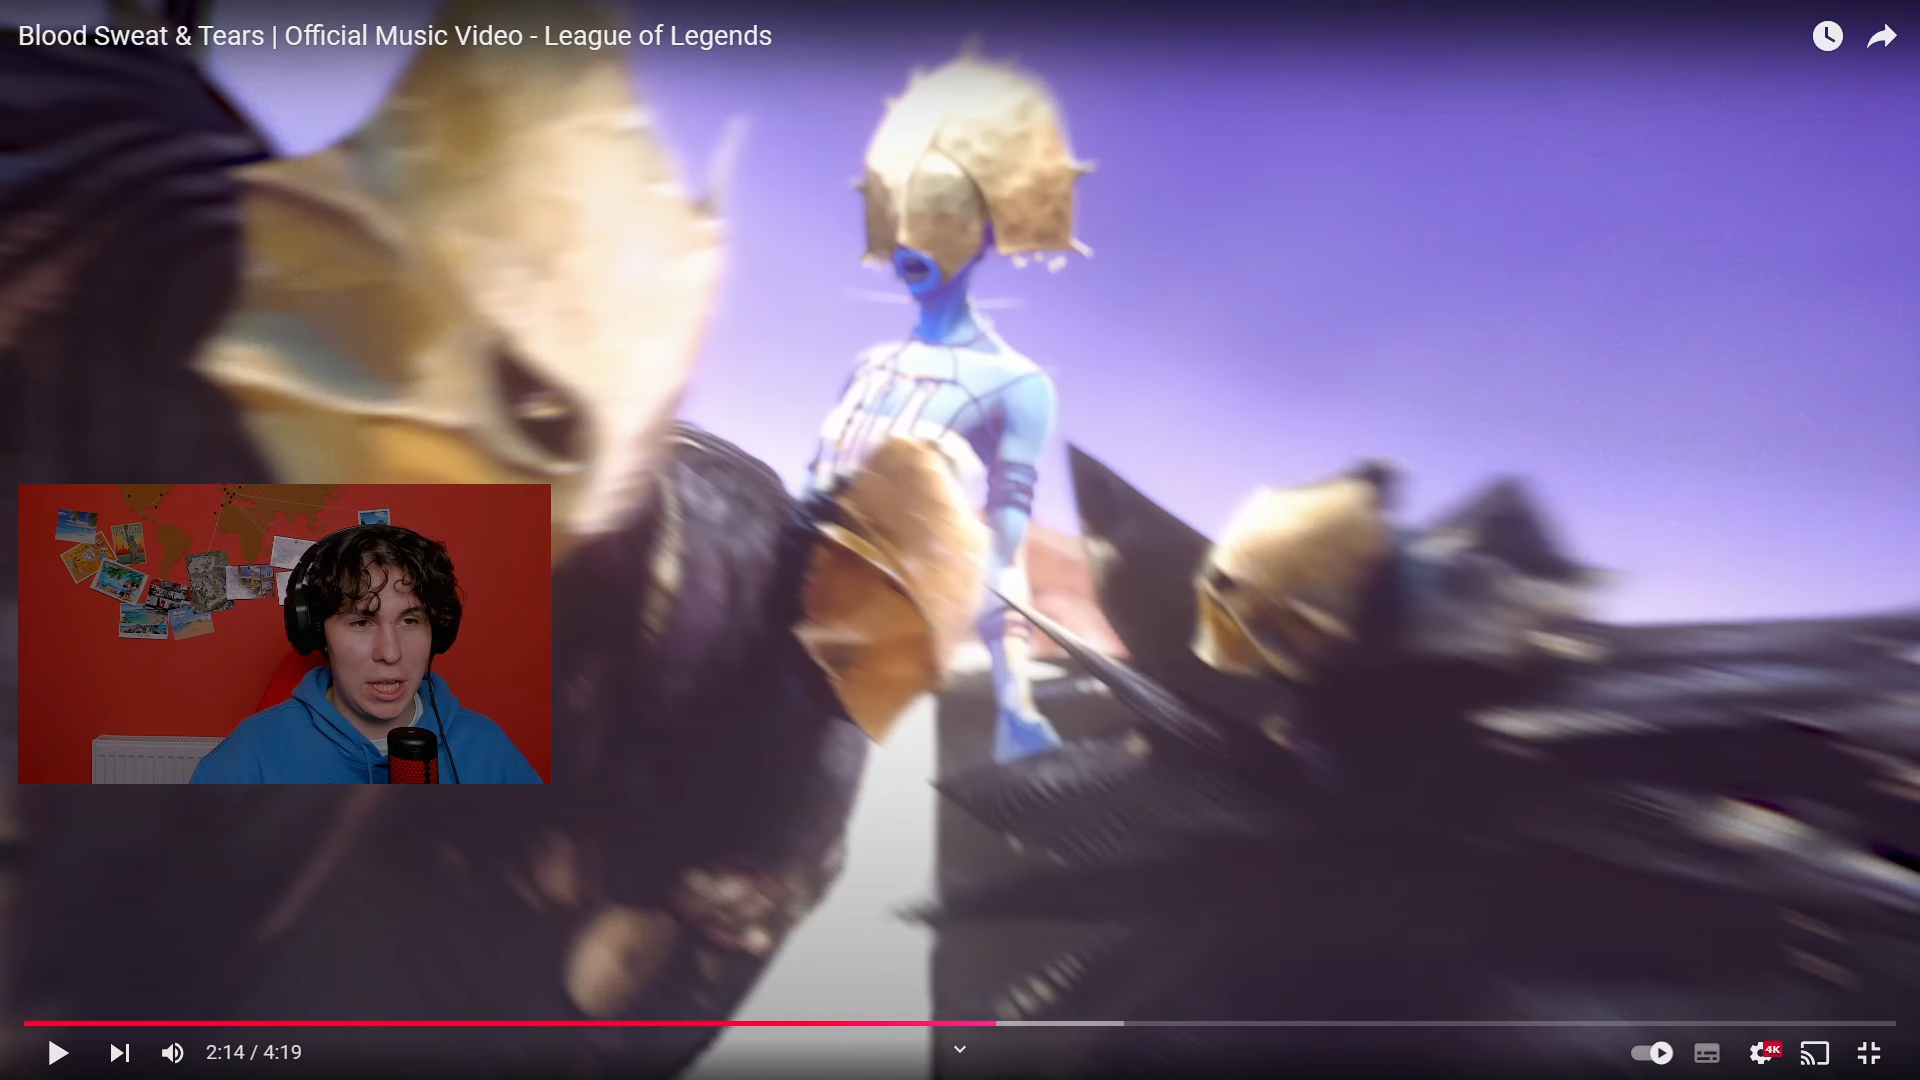 Blood Sweat & Tears | Official Music Video - League of Legends
2:14 / 4:19
4K